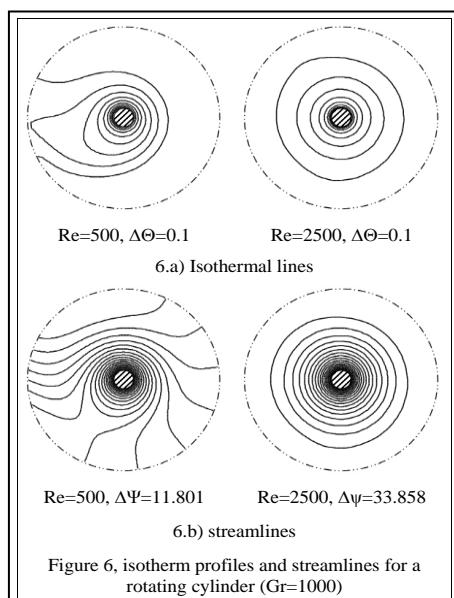 Re=500, ΔΘ=0.1 Re=2500, ΔΘ=0.1
6.a) Isothermal lines
Re=500, ΔΨ=11.801 Re=2500, Δψ=33.858
6.b) streamlines
Figure 6, isotherm profiles and streamlines for a
rotating cylinder (Gr=1000)